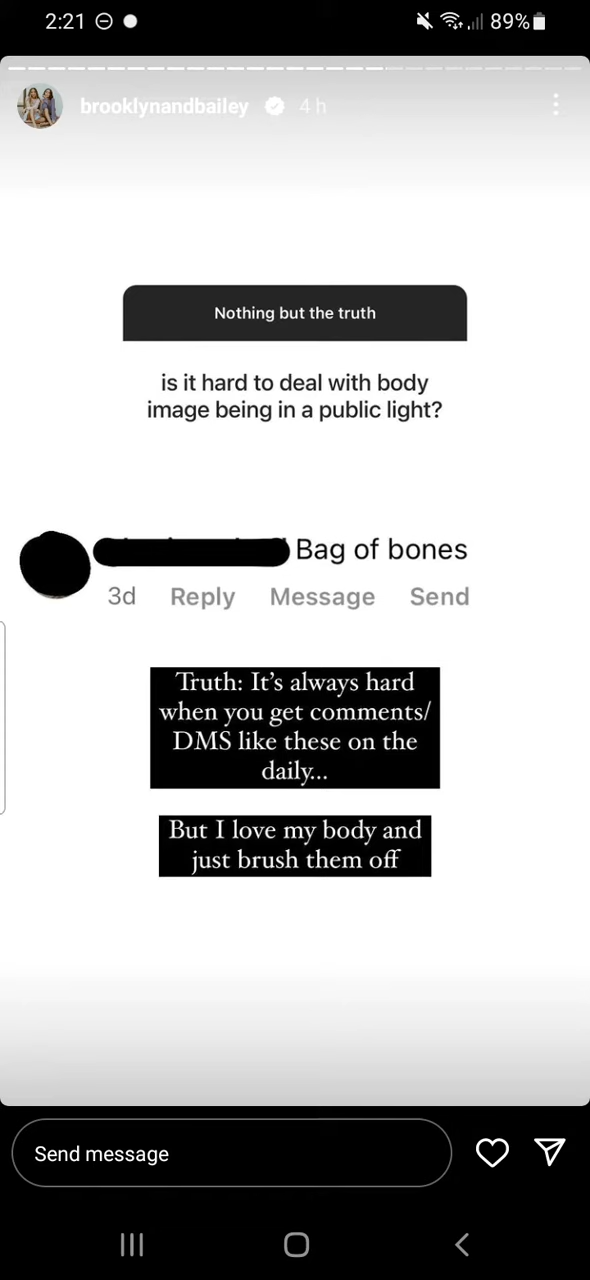 2:21 89%
brooklynandbailey 4 h
Nothing but the truth
is it hard to deal with body
image being in a public light?
Bag of bones
3d Reply Message Send
Truth: It's always hard
when you get comments/
DMS like these on the
daily...
But I love my body and
just brush them off
Send message